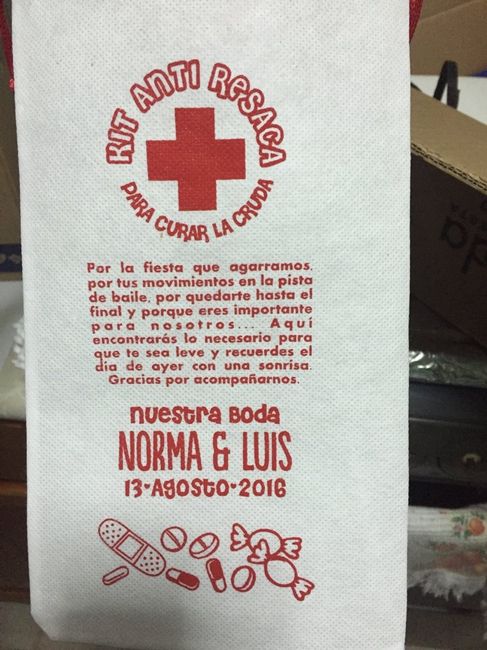 KIT ANTI ReSACA
PARA CURAR LA CRUDA
Por la fiesta que agarramos,
por tus movimientos en la pista
de baile, por quedarte hasta el
final y porque eres importante
para nosotros.... Aquí
encontrarás lo necesario para
que te sea leve y recuerdes el
día de ayer con una sonrisa.
Gracias por acompañarnos.
nuestra Boda
NORMA & LUIS
13•Agosto•2016